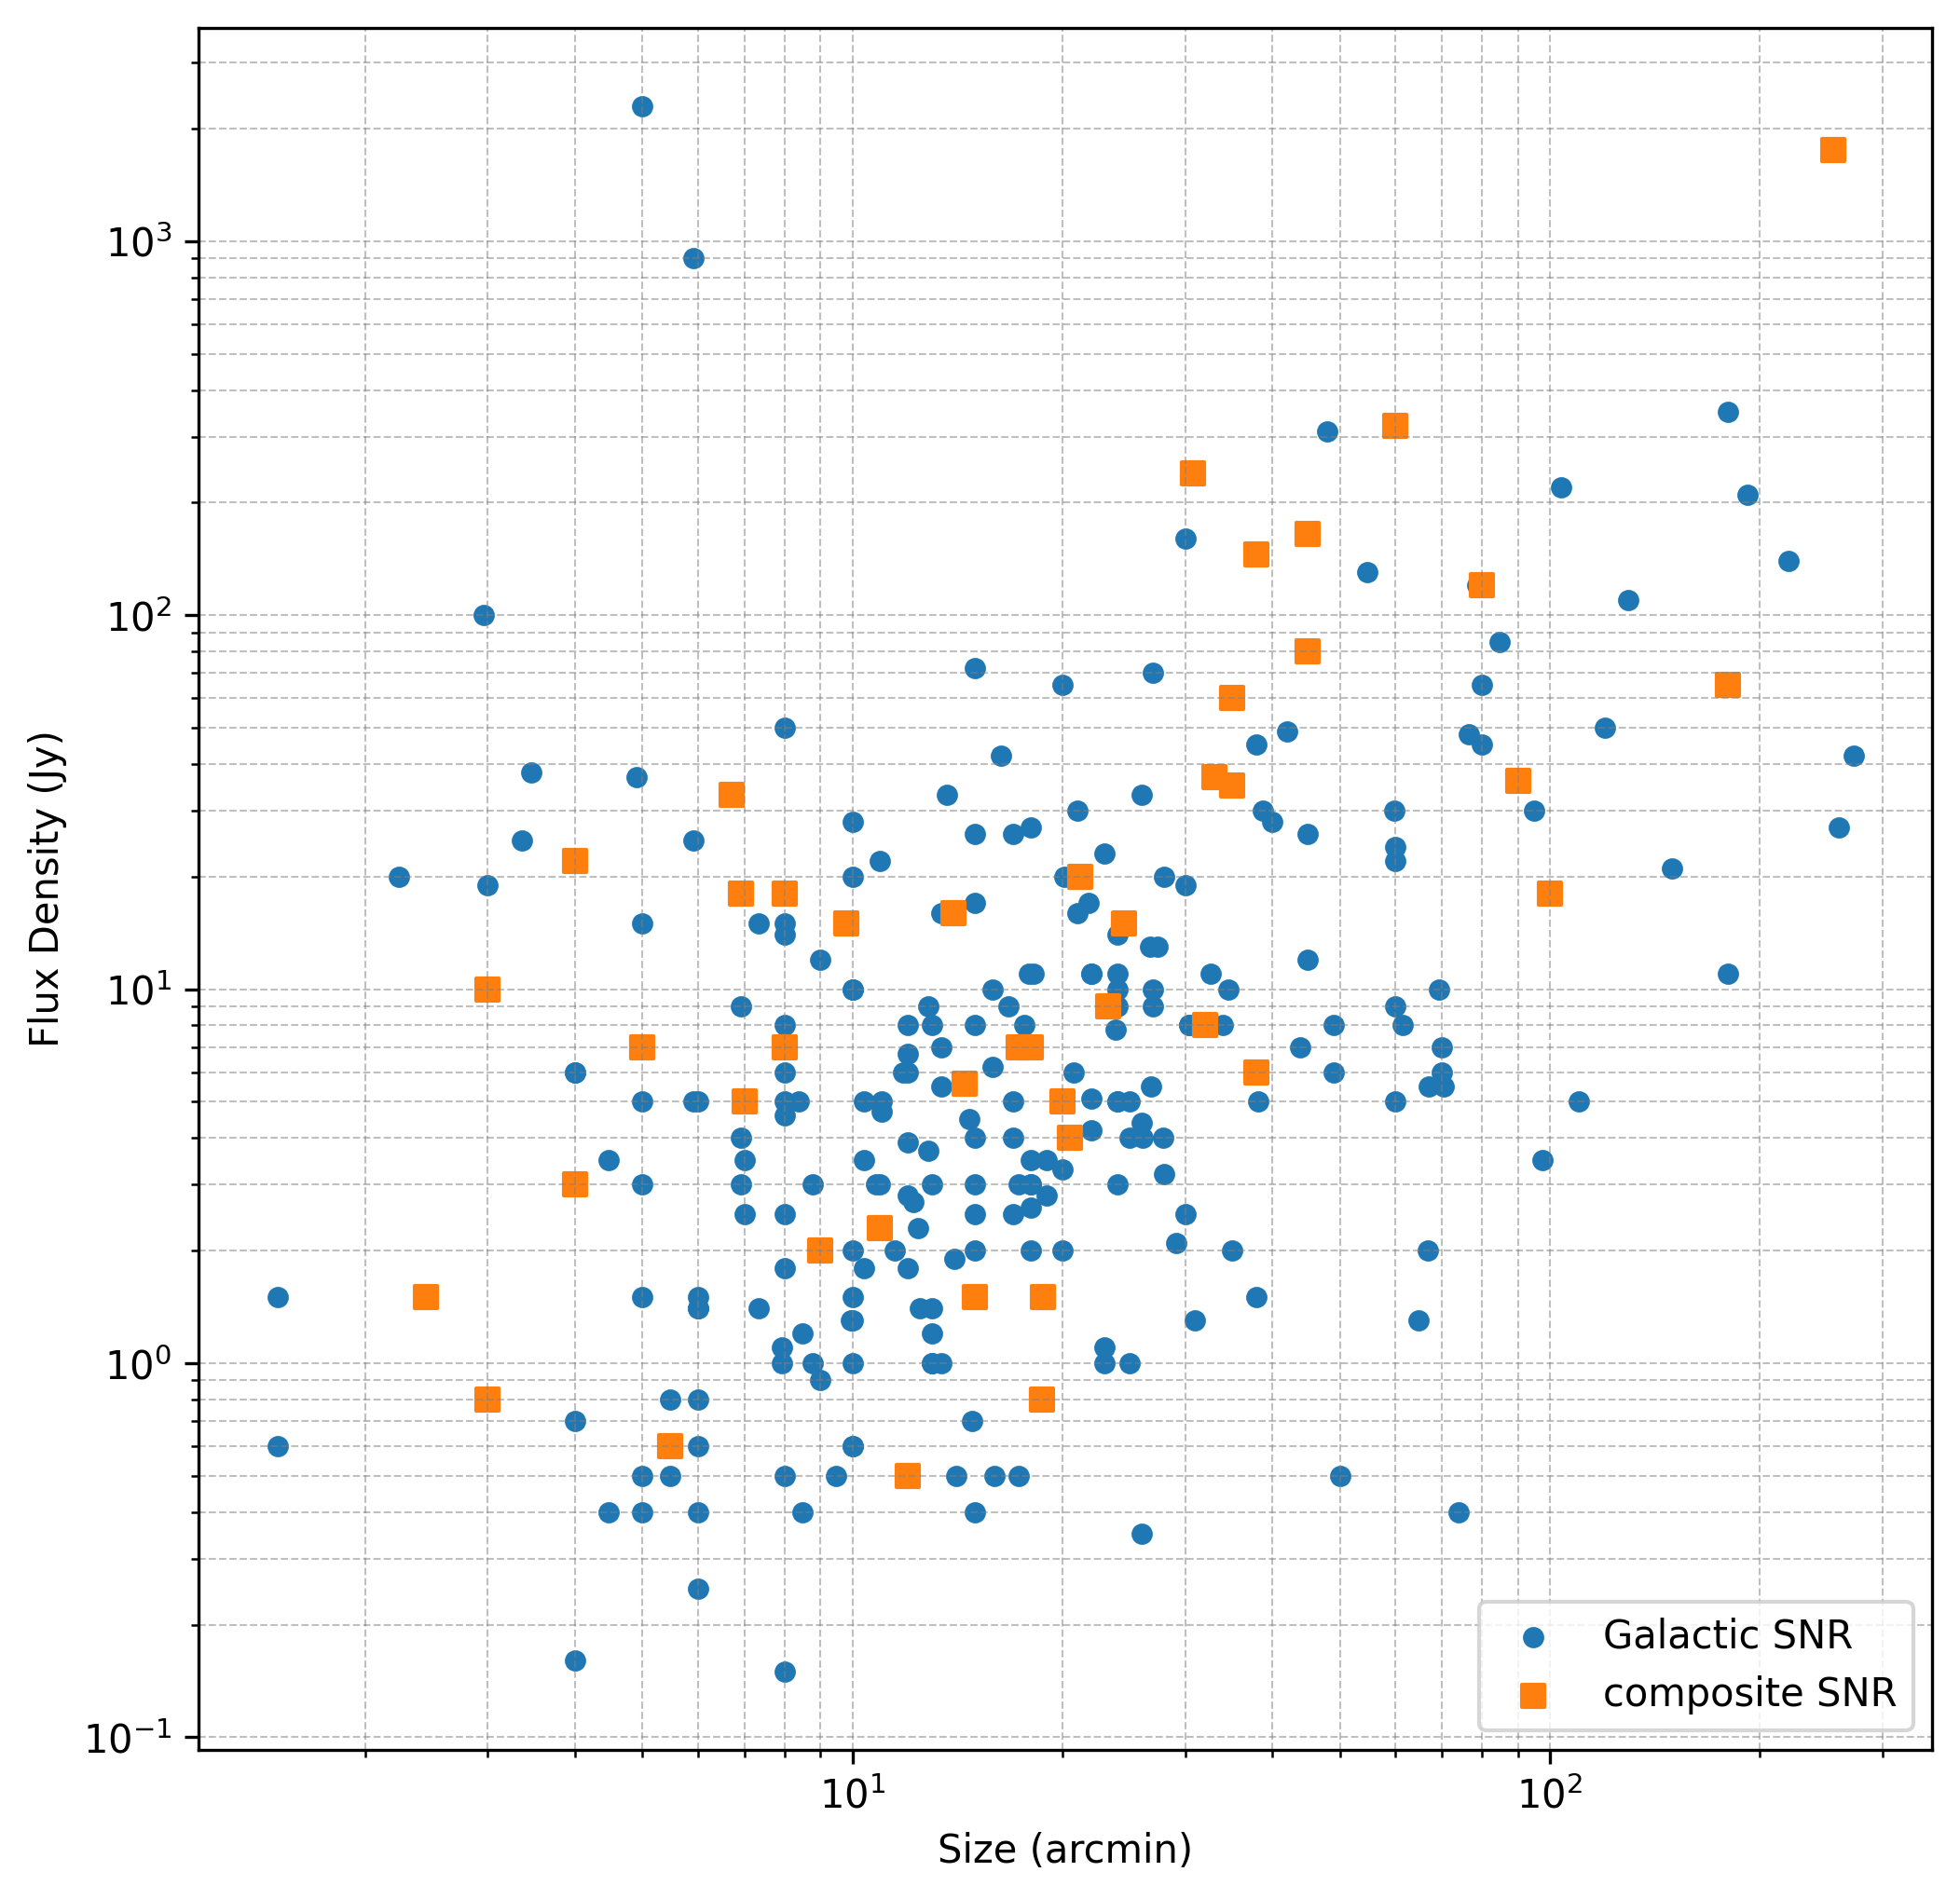 Flux Density (Jy)
10³
10²
10¹
10⁰
10⁻¹
10¹
10²
Size (arcmin)
Galactic SNR
composite SNR